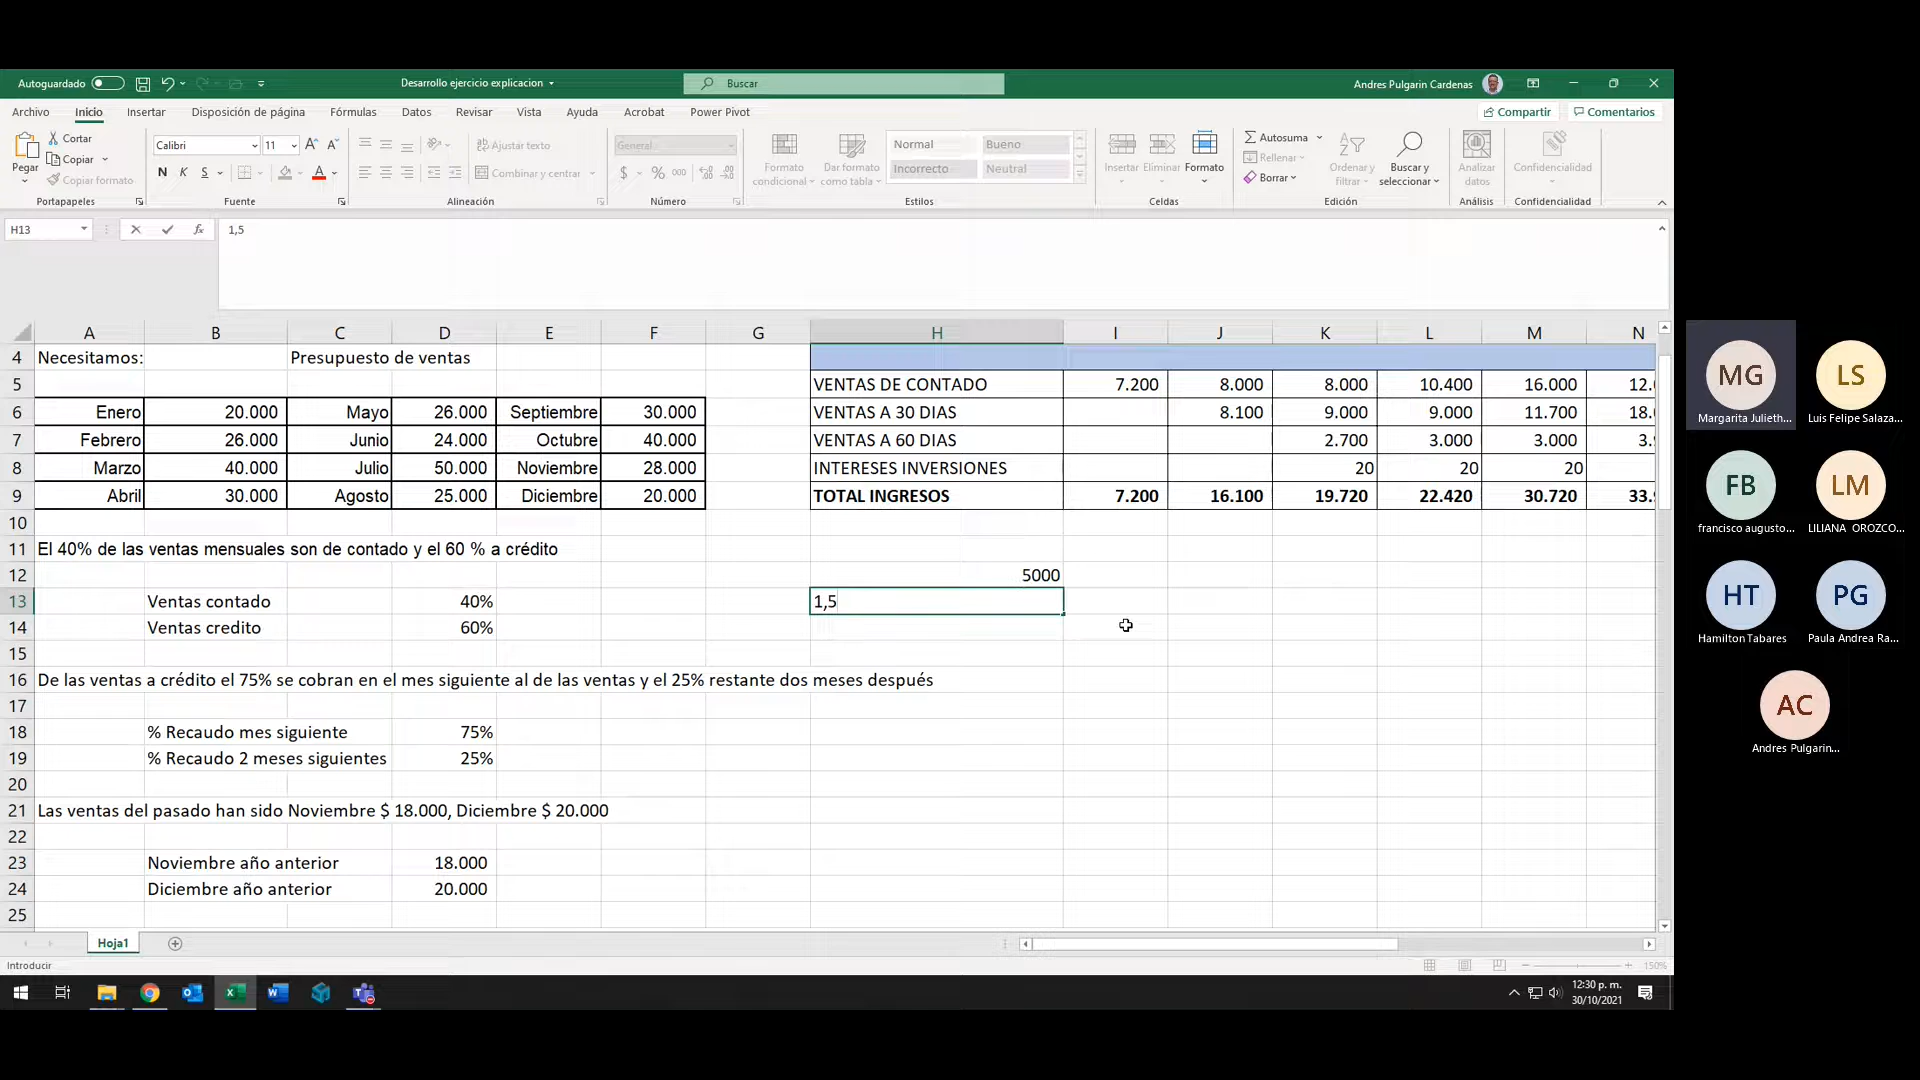 Autoguardado
Desarrollo ejercicio explicacion
Buscar
Andres Pulgarin Cardenas
Archivo Inicio Insertar Disposición de página Fórmulas Datos Revisar Vista Ayuda Acrobat Power Pivot
Compartir Comentarios
Pegar
Cortar
Copiar
Copiar formato
Portapapeles
Calibri 11
N K S
Fuente
Ajustar texto
Combinar y centrar
Alineación
General
$ % 000
Número
Formato condicional
Dar formato como tabla
Normal Bueno
Incorrecto Neutral
Estilos
Insertar Eliminar Formato
Celdas
Autosuma
Rellenar
Borrar
Ordenar y filtrar
Buscar y seleccionar
Edición
Analizar datos
Análisis
Confidencialidad
Confidencialidad
H13 fx 1,5
A B C D E F G H I J K L M N
4 Necesitamos: Presupuesto de ventas
5 VENTAS DE CONTADO 7.200 8.000 8.000 10.400 16.000
6 Enero 20.000 Mayo 26.000 Septiembre 30.000 VENTAS A 30 DIAS 8.100 9.000 9.000 11.700
7 Febrero 26.000 Junio 24.000 Octubre 40.000 VENTAS A 60 DIAS 2.700 3.000 3.000
8 Marzo 40.000 Julio 50.000 Noviembre 28.000 INTERESES INVERSIONES 20 20 20
9 Abril 30.000 Agosto 25.000 Diciembre 20.000 TOTAL INGRESOS 7.200 16.100 19.720 22.420 30.720
10
11 El 40% de las ventas mensuales son de contado y el 60 % a crédito
12 5000
13 Ventas contado 40% 1,5
14 Ventas credito 60%
15
16 De las ventas a crédito el 75% se cobran en el mes siguiente al de las ventas y el 25% restante dos meses después
17
18 % Recaudo mes siguiente 75%
19 % Recaudo 2 meses siguientes 25%
20
21 Las ventas del pasado han sido Noviembre $ 18.000, Diciembre $ 20.000
22
23 Noviembre año anterior 18.000
24 Diciembre año anterior 20.000
25
Hoja1
Introducir
150%
12:30 p. m.
30/10/2021
MG
Margarita Julieth...
LS
Luis Felipe Salaza...
FB
francisco augusto...
LM
LILIANA OROZCO...
HT
Hamilton Tabares
PG
Paula Andrea Ra...
AC
Andres Pulgarin...